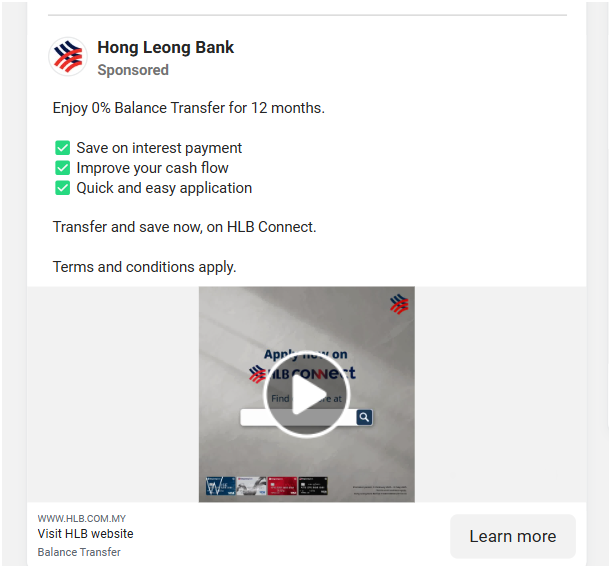 Hong Leong Bank
Sponsored
Enjoy 0% Balance Transfer for 12 months.
Save on interest payment
Improve your cash flow
Quick and easy application
Transfer and save now, on HLB Connect.
Terms and conditions apply.
Apply now on
HLB CONNect
Find at
WWW.HLB.COM.MY
Visit HLB website
Balance Transfer
Learn more